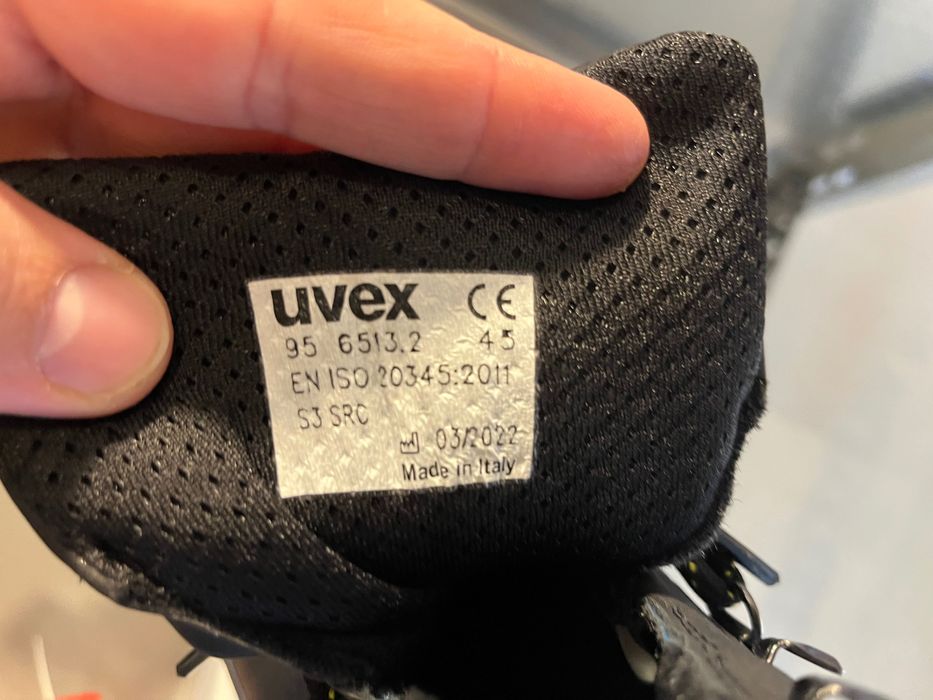 uvex CE
95 6513.2 45
EN ISO 20345:2011
S3 SRC
03/2022
Made in Italy